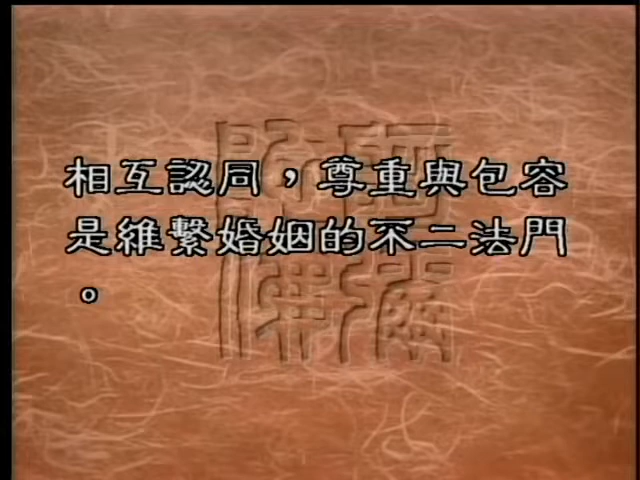 相互認同，尊重與包容
是維繫婚姻的不二法門
。